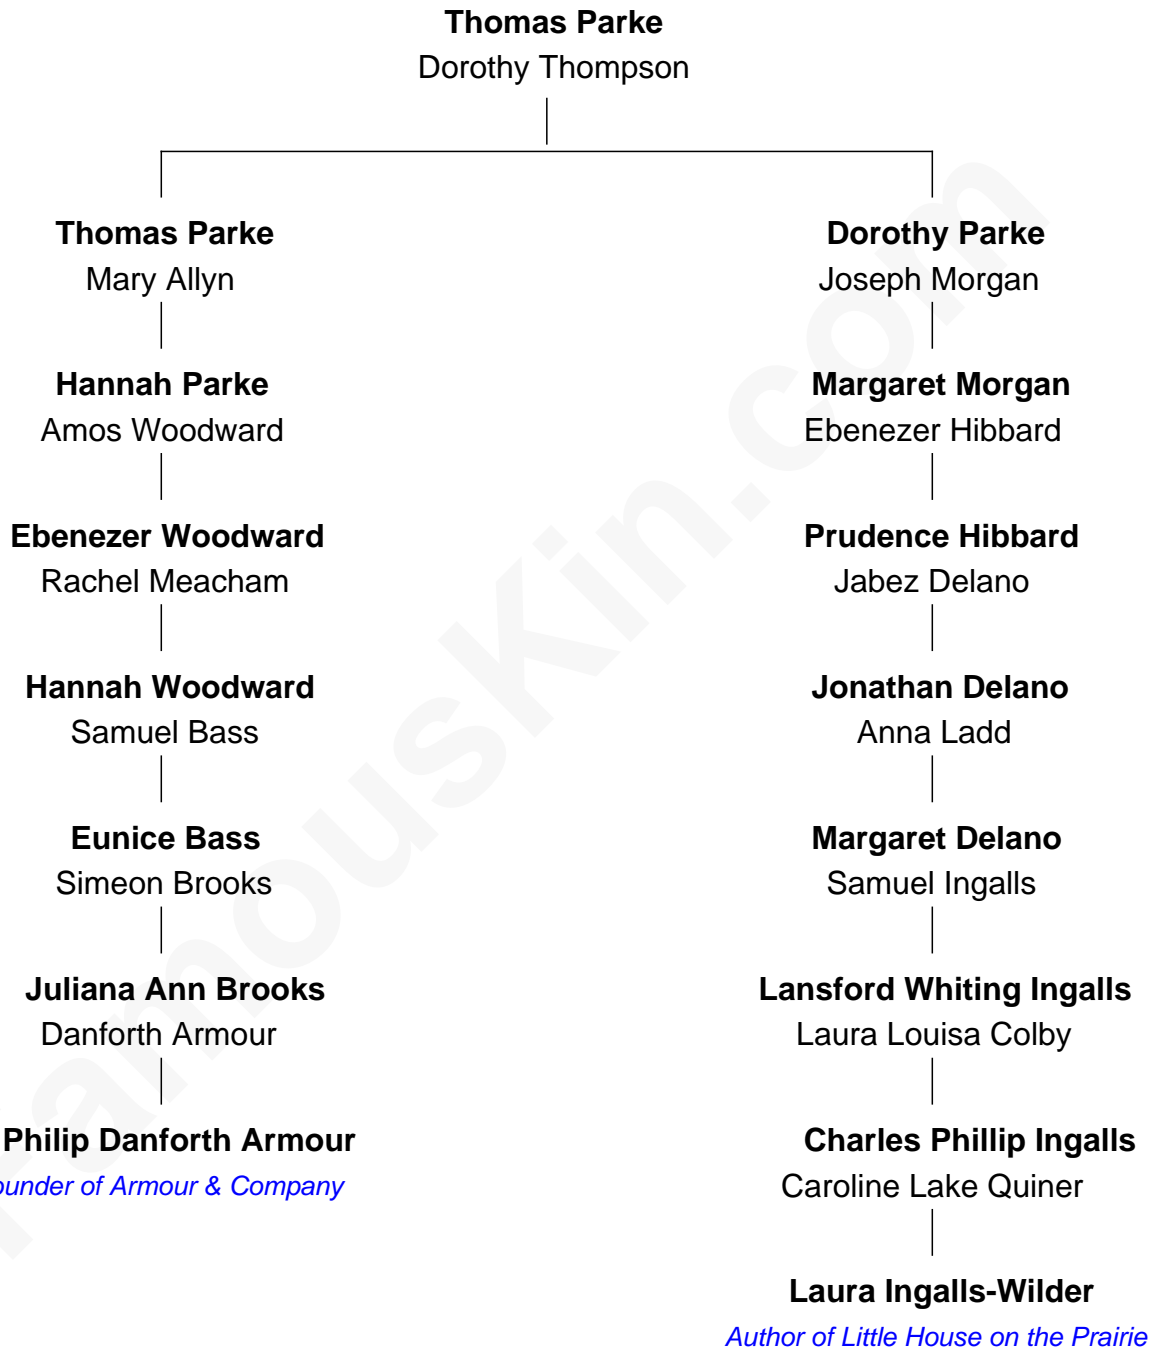 Thomas Parke
Dorothy Thompson
Thomas Parke
Mary Allyn
Hannah Parke
Amos Woodward
Ebenezer Woodward
Rachel Meacham
Hannah Woodward
Samuel Bass
Eunice Bass
Simeon Brooks
Juliana Ann Brooks
Danforth Armour
Philip Danforth Armour
ounder of Armour & Company
Dorothy Parke
Joseph Morgan
Margaret Morgan
Ebenezer Hibbard
Prudence Hibbard
Jabez Delano
Jonathan Delano
Anna Ladd
Margaret Delano
Samuel Ingalls
Lansford Whiting Ingalls
Laura Louisa Colby
Charles Phillip Ingalls
Caroline Lake Quiner
Laura Ingalls-Wilder
Author of Little House on the Prairie
FamousKin.com